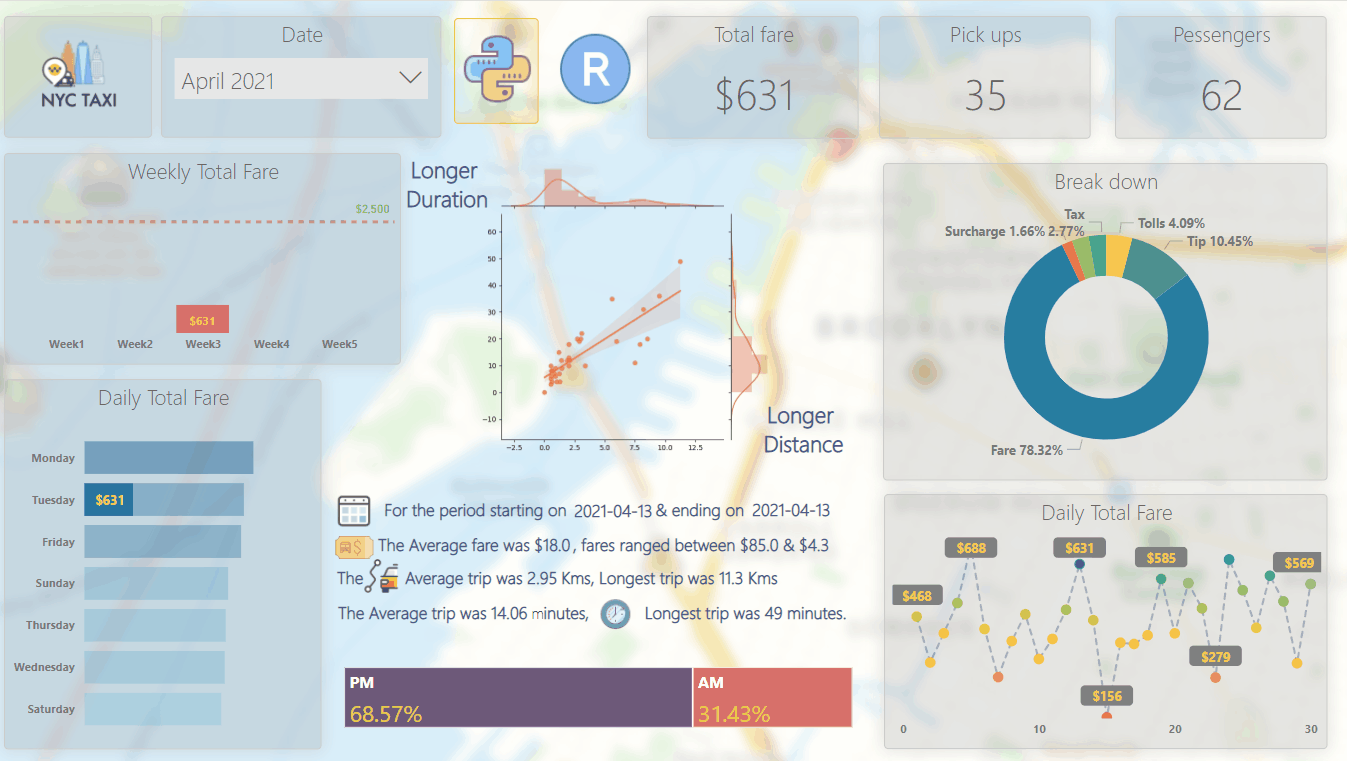 NYC TAXI
Date
April 2021
R
Total fare
$631
Pick ups
35
Pessengers
62
Weekly Total Fare
$2,500
$631
Week1 Week2 Week3 Week4 Week5
Longer
Duration
60
50
40
30
20
10
0
−10
−2.5 0.0 2.5 5.0 7.5 10.0 12.5
Longer
Distance
Break down
Tax
Surcharge 1.66% 2.77%
Tolls 4.09%
Tip 10.45%
Fare 78.32%
Daily Total Fare
Monday
Tuesday $631
Friday
Sunday
Thursday
Wednesday
Saturday
For the period starting on 2021-04-13 & ending on 2021-04-13
The Average fare was $18.0 , fares ranged between $85.0 & $4.3
The Average trip was 2.95 Kms, Longest trip was 11.3 Kms
The Average trip was 14.06 minutes, Longest trip was 49 minutes.
PM
68.57%
AM
31.43%
Daily Total Fare
$468
$688
$631
$156
$585
$279
$569
0 10 20 30